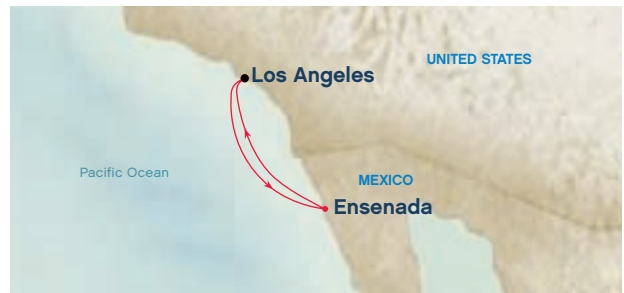 UNITED STATES
Los Angeles
Pacific Ocean
MEXICO
Ensenada